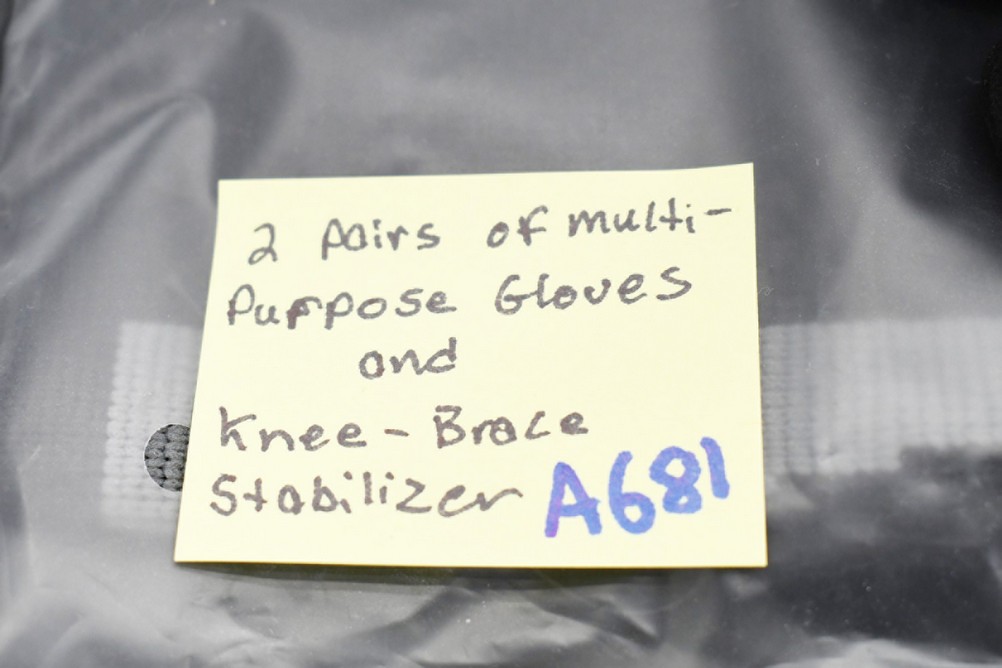 2 Pairs of multi-
Purpose Gloves
and
Knee-Brace
Stabilizer A681